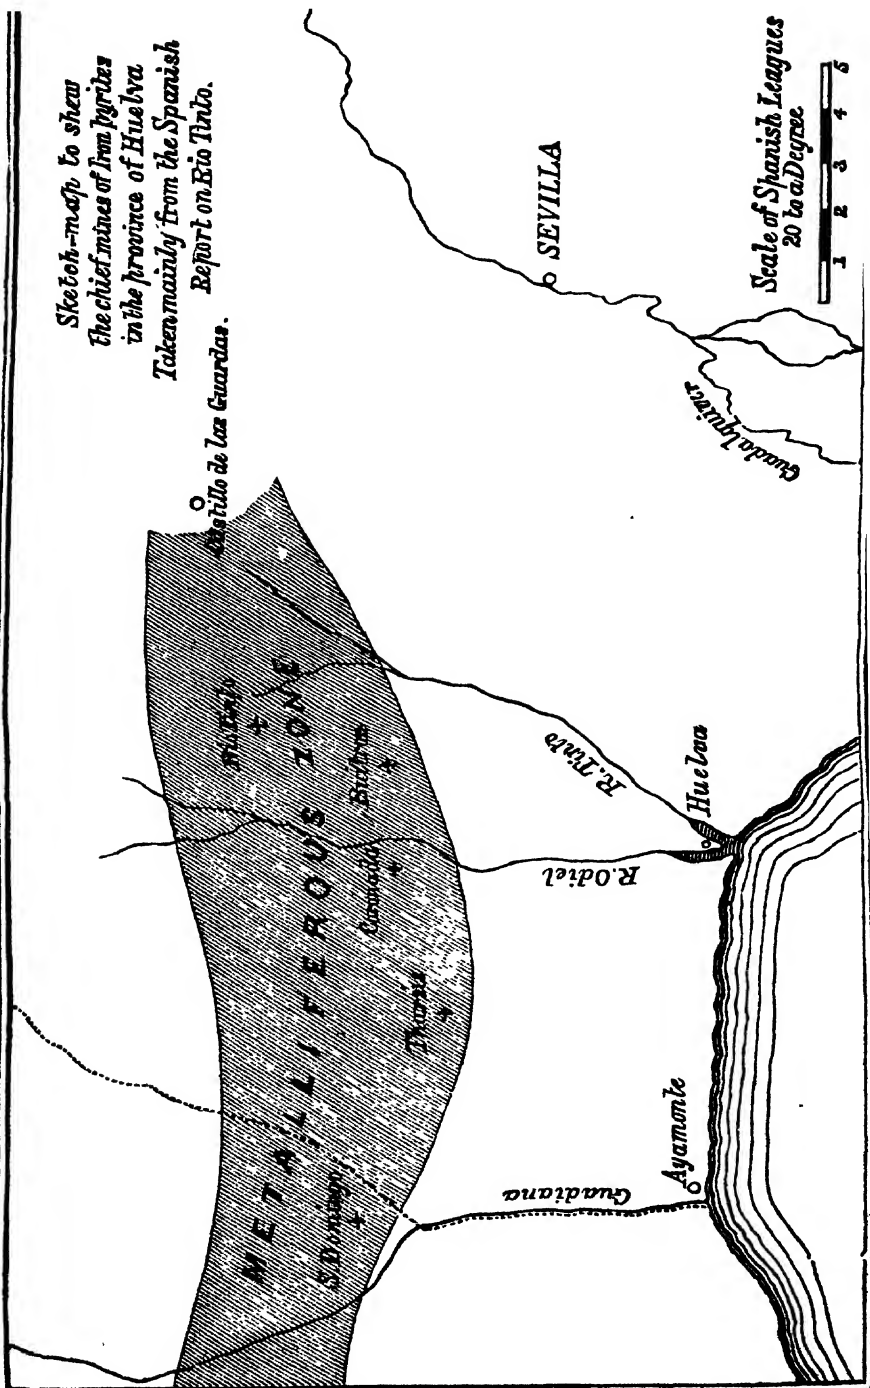 Sketch-map to shew
the chief mines of Iron pyrites
in the province of Huelva
Taken mainly from the Spanish
Report on Rio Tinto.
Castillo de las Guardas.
Rio Tinto
METALLIFEROUS ZONE
Buitron
S. Domingo
Tharsis
SEVILLA
R. Tinto
R. Odiel
Guadiana
Guadalquiver
Huelva
Ayamonte
Scale of Spanish Leagues
20 to a Degree
1 2 3 4 5